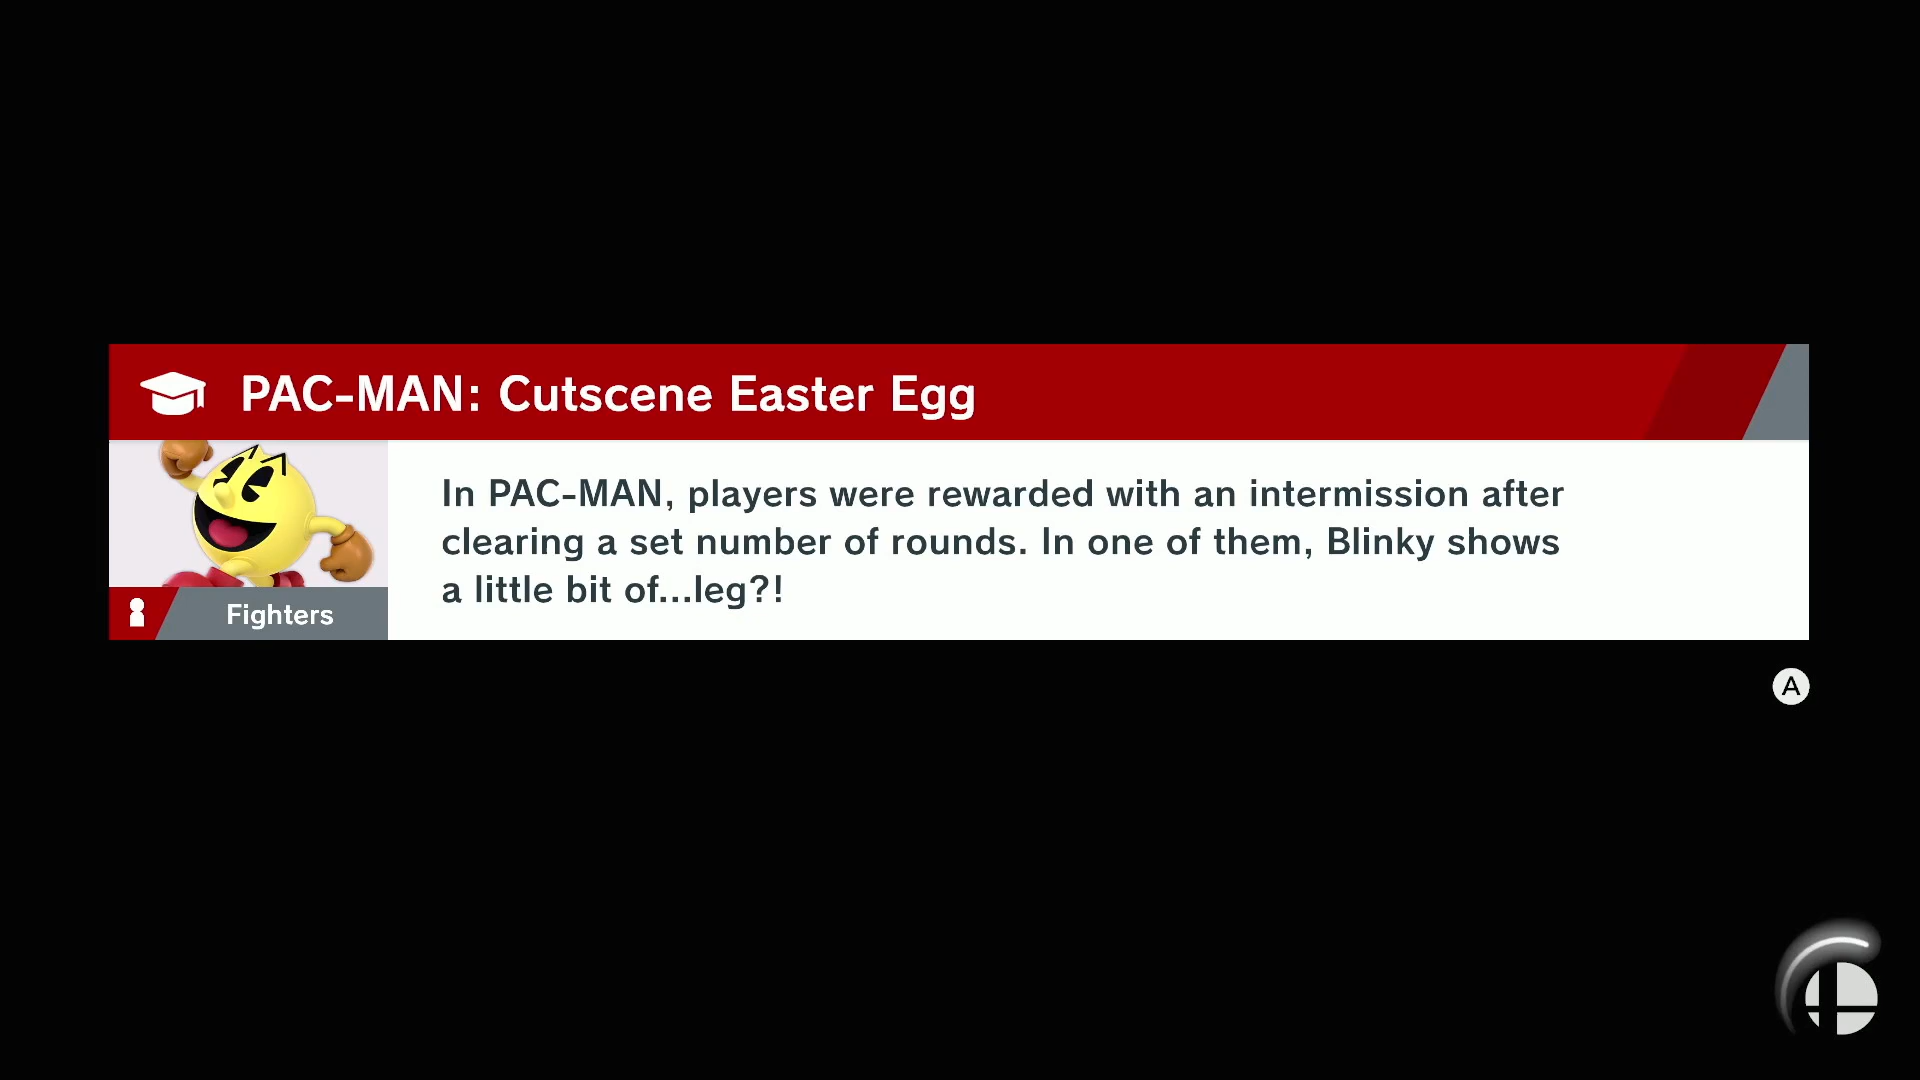 PAC-MAN: Cutscene Easter Egg
In PAC-MAN, players were rewarded with an intermission after
clearing a set number of rounds. In one of them, Blinky shows
a little bit of...leg?!
Fighters
A